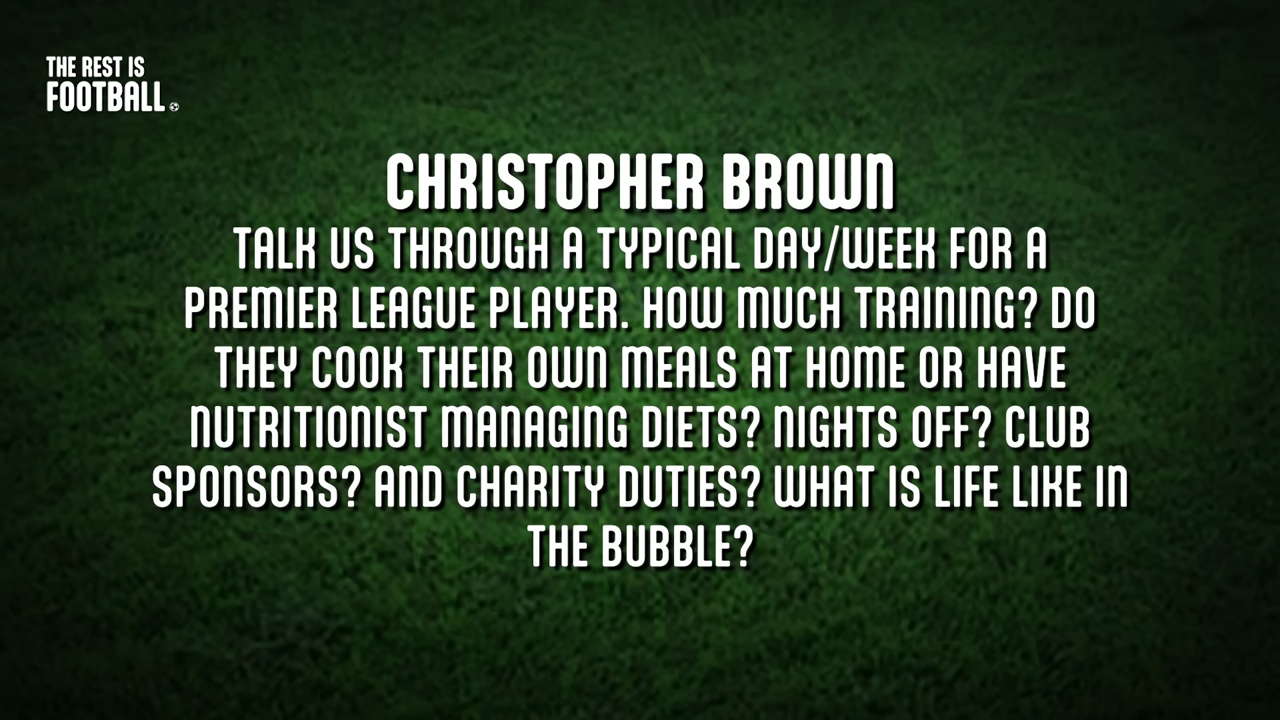 THE REST IS
FOOTBALL
CHRISTOPHER BROWN
TALK US THROUGH A TYPICAL DAY/WEEK FOR A
PREMIER LEAGUE PLAYER. HOW MUCH TRAINING? DO
THEY COOK THEIR OWN MEALS AT HOME OR HAVE
NUTRITIONIST MANAGING DIETS? NIGHTS OFF? CLUB
SPONSORS? AND CHARITY DUTIES? WHAT IS LIFE LIKE IN
THE BUBBLE?